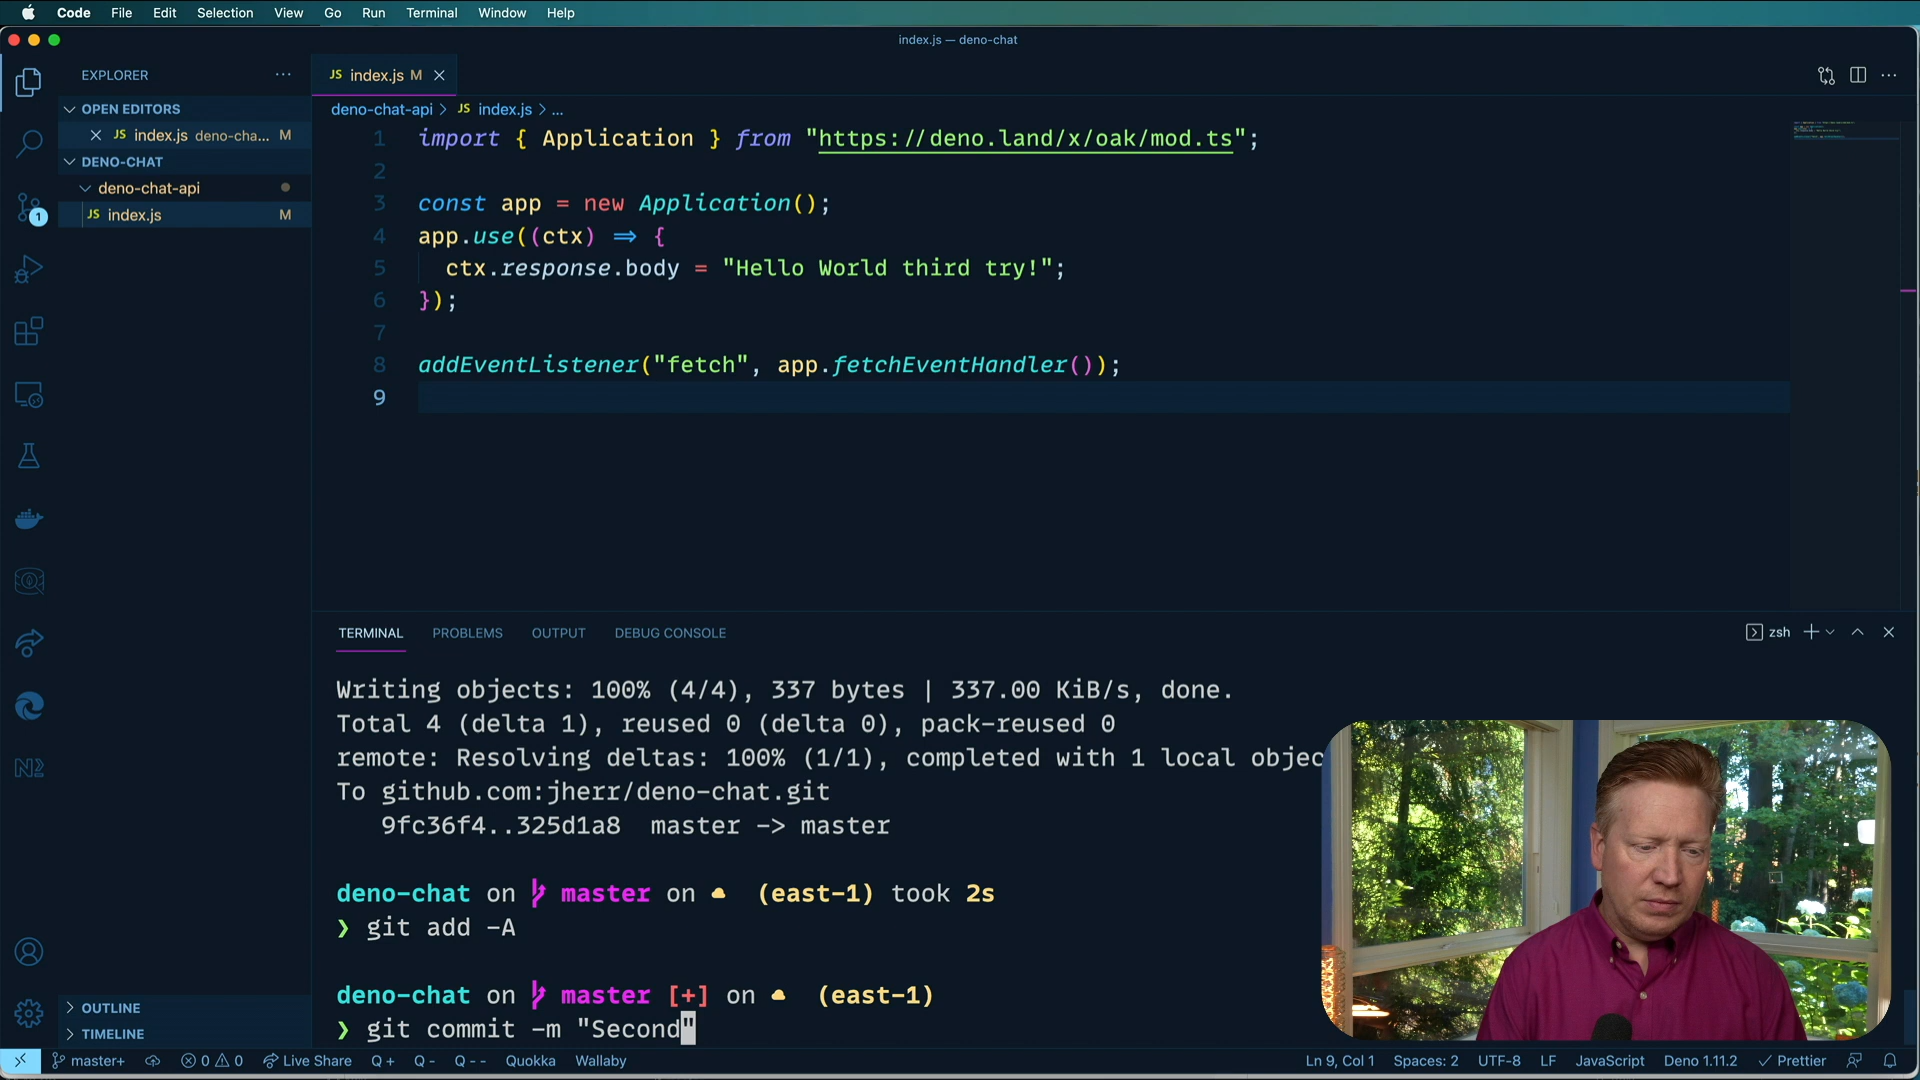 Code File Edit Selection View Go Run Terminal Window Help
index.js — deno-chat
EXPLORER
OPEN EDITORS
JS index.js deno-cha... M
DENO-CHAT
deno-chat-api
JS index.js M
1
OUTLINE
TIMELINE
JS index.js M
deno-chat-api > JS index.js > ...
1 import { Application } from "https://deno.land/x/oak/mod.ts";
2
3 const app = new Application();
4 app.use((ctx) => {
5 ctx.response.body = "Hello World third try!";
6 });
7
8 addEventListener("fetch", app.fetchEventHandler());
9
TERMINAL PROBLEMS OUTPUT DEBUG CONSOLE
zsh
Writing objects: 100% (4/4), 337 bytes | 337.00 KiB/s, done.
Total 4 (delta 1), reused 0 (delta 0), pack-reused 0
remote: Resolving deltas: 100% (1/1), completed with 1 local objec
To github.com:jherr/deno-chat.git
9fc36f4..325d1a8 master -> master
deno-chat on master on (east-1) took 2s
❯ git add -A
deno-chat on master [+] on (east-1)
❯ git commit -m "Second"
master+ 0 0 Live Share Q + Q - Q - - Quokka Wallaby
Ln 9, Col 1 Spaces: 2 UTF-8 LF JavaScript Deno 1.11.2 Prettier